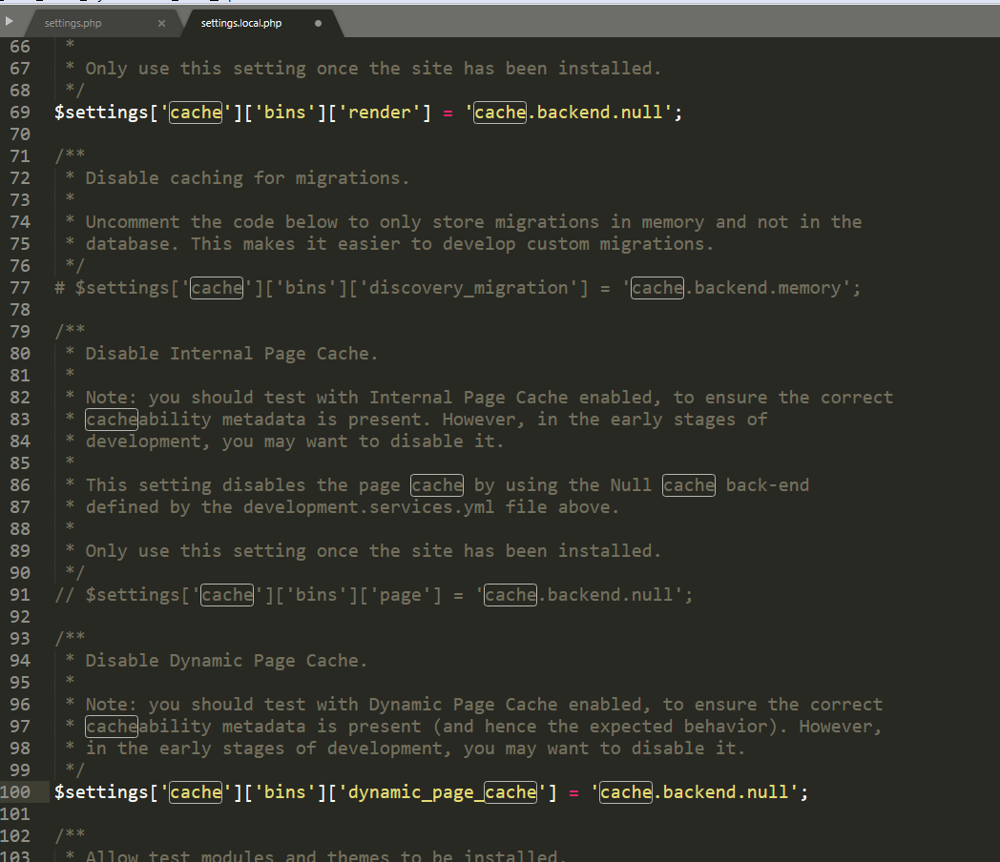 settings.php ×
settings.local.php
66 *
67 * Only use this setting once the site has been installed.
68 */
69 $settings['cache']['bins']['render'] = 'cache.backend.null';
70
71 /**
72 * Disable caching for migrations.
73 *
74 * Uncomment the code below to only store migrations in memory and not in the
75 * database. This makes it easier to develop custom migrations.
76 */
77 # $settings['cache']['bins']['discovery_migration'] = 'cache.backend.memory';
78
79 /**
80 * Disable Internal Page Cache.
81 *
82 * Note: you should test with Internal Page Cache enabled, to ensure the correct
83 * cacheability metadata is present. However, in the early stages of
84 * development, you may want to disable it.
85 *
86 * This setting disables the page cache by using the Null cache back-end
87 * defined by the development.services.yml file above.
88 *
89 * Only use this setting once the site has been installed.
90 */
91 // $settings['cache']['bins']['page'] = 'cache.backend.null';
92
93 /**
94 * Disable Dynamic Page Cache.
95 *
96 * Note: you should test with Dynamic Page Cache enabled, to ensure the correct
97 * cacheability metadata is present (and hence the expected behavior). However,
98 * in the early stages of development, you may want to disable it.
99 */
100 $settings['cache']['bins']['dynamic_page_cache'] = 'cache.backend.null';
101
102 /**
103 * Allow test modules and themes to be installed.